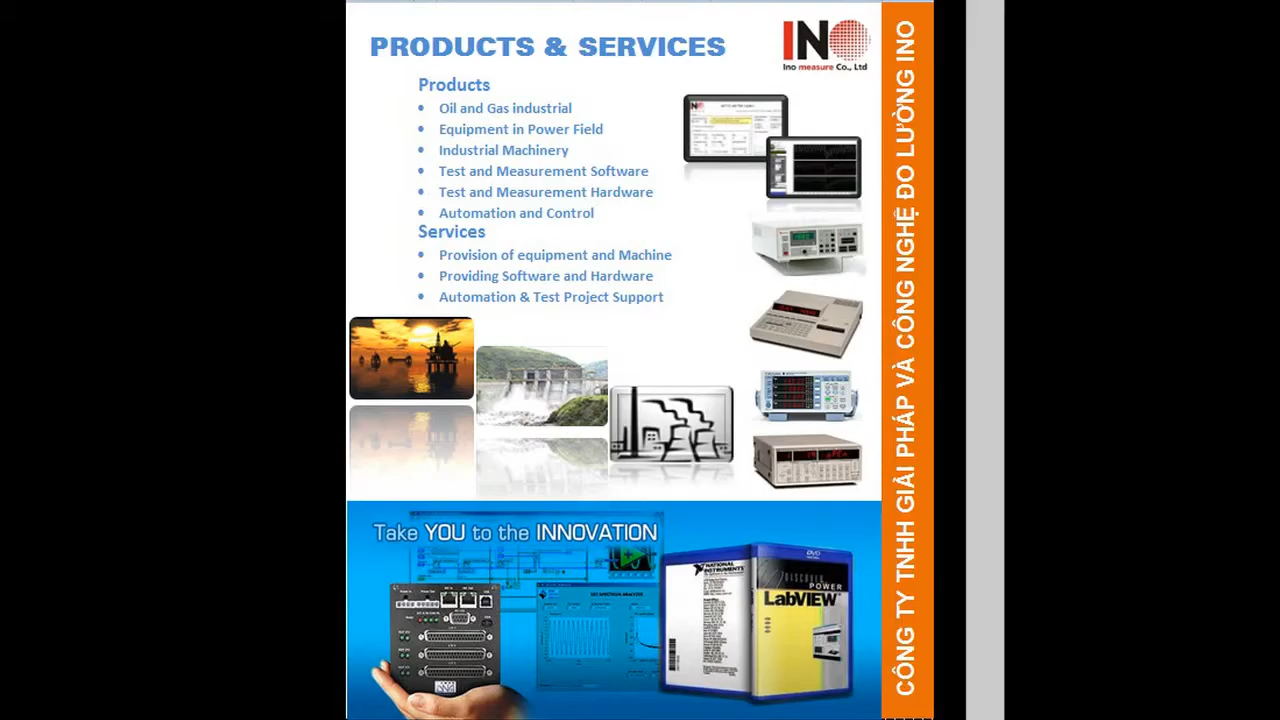 PRODUCTS & SERVICES
INO
Ino measure Co., Ltd
Products
• Oil and Gas industrial
• Equipment in Power Field
• Industrial Machinery
• Test and Measurement Software
• Test and Measurement Hardware
• Automation and Control
Services
• Provision of equipment and Machine
• Providing Software and Hardware
• Automation & Test Project Support
CÔNG TY TNHH GIẢI PHÁP VÀ CÔNG NGHỆ ĐO LƯỜNG INO
Take YOU to the INNOVATION
NATIONAL
INSTRUMENTS
DVD
DISCOVER
POWER
LabVIEW